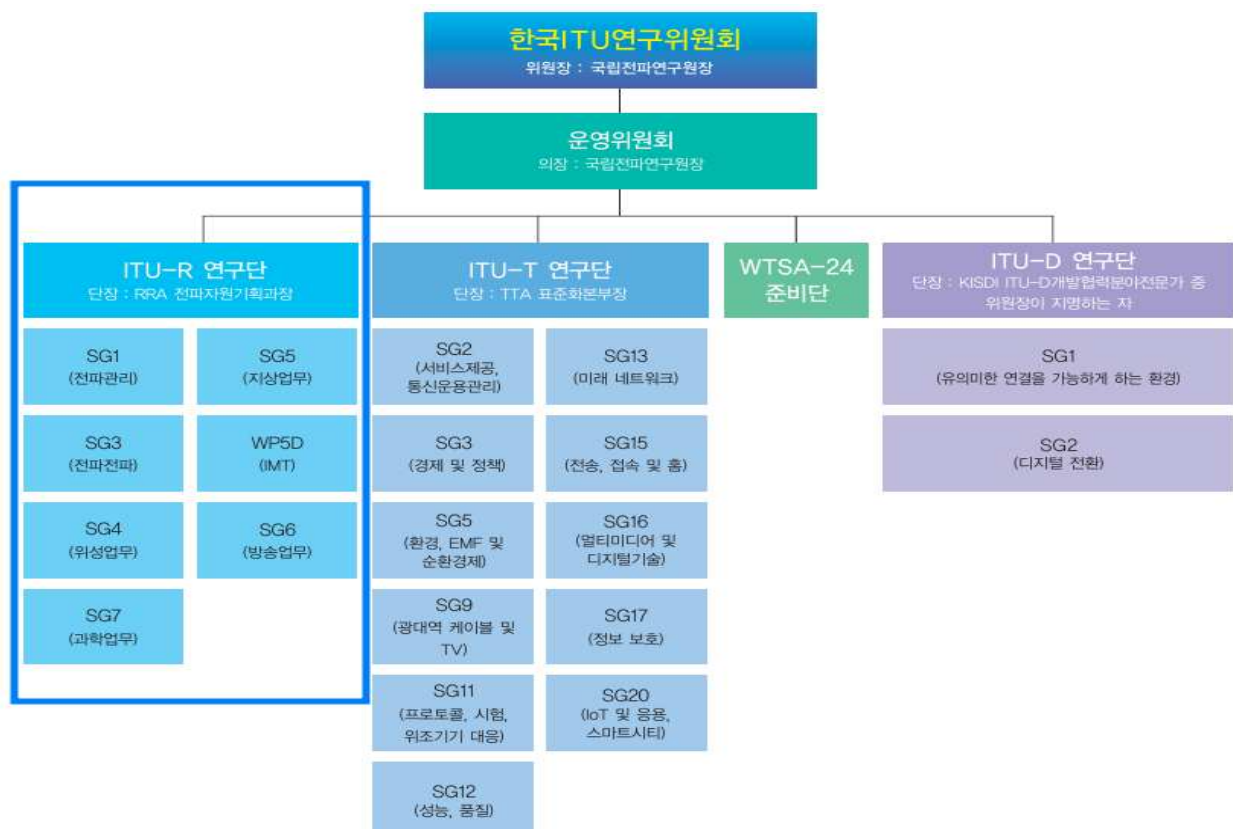 한국ITU연구위원회
위원장 : 국립전파연구원장
운영위원회
의장 : 국립전파연구원장
ITU-R 연구단
단장 : RRA 전파자원기획과장
SG1
(전파관리)
SG5
(지상업무)
SG3
(전파전파)
WP5D
(IMT)
SG4
(위성업무)
SG6
(방송업무)
SG7
(과학업무)
ITU-T 연구단
단장 : TTA 표준화본부장
SG2
(서비스제공,
통신운용관리)
SG13
(미래 네트워크)
SG3
(경제 및 정책)
SG15
(전송, 접속 및 홈)
SG5
(환경, EMF 및
순환경제)
SG16
(멀티미디어 및
디지털기술)
SG9
(광대역 케이블 및
TV)
SG17
(정보 보호)
SG11
(프로토콜, 시험,
위조기기 대응)
SG20
(IoT 및 응용,
스마트시티)
SG12
(성능, 품질)
WTSA-24
준비단
ITU-D 연구단
단장 : KISDI ITU-D개발협력분야전문가 중
위원장이 지명하는 자
SG1
(유의미한 연결을 가능하게 하는 환경)
SG2
(디지털 전환)